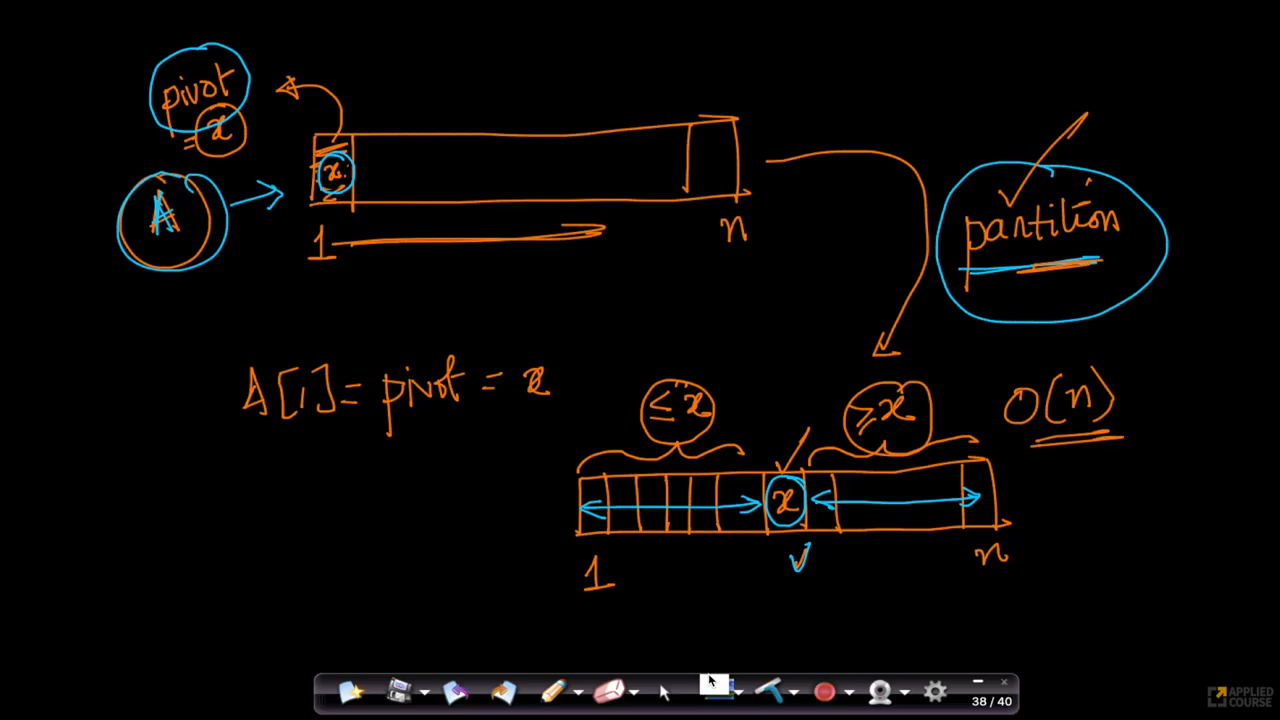 pivot
= x
A
x
1
n
partition
A[1] = pivot = x
≤ x
≥ x
O(n)
x
1
n
38 / 40
APPLIED
COURSE